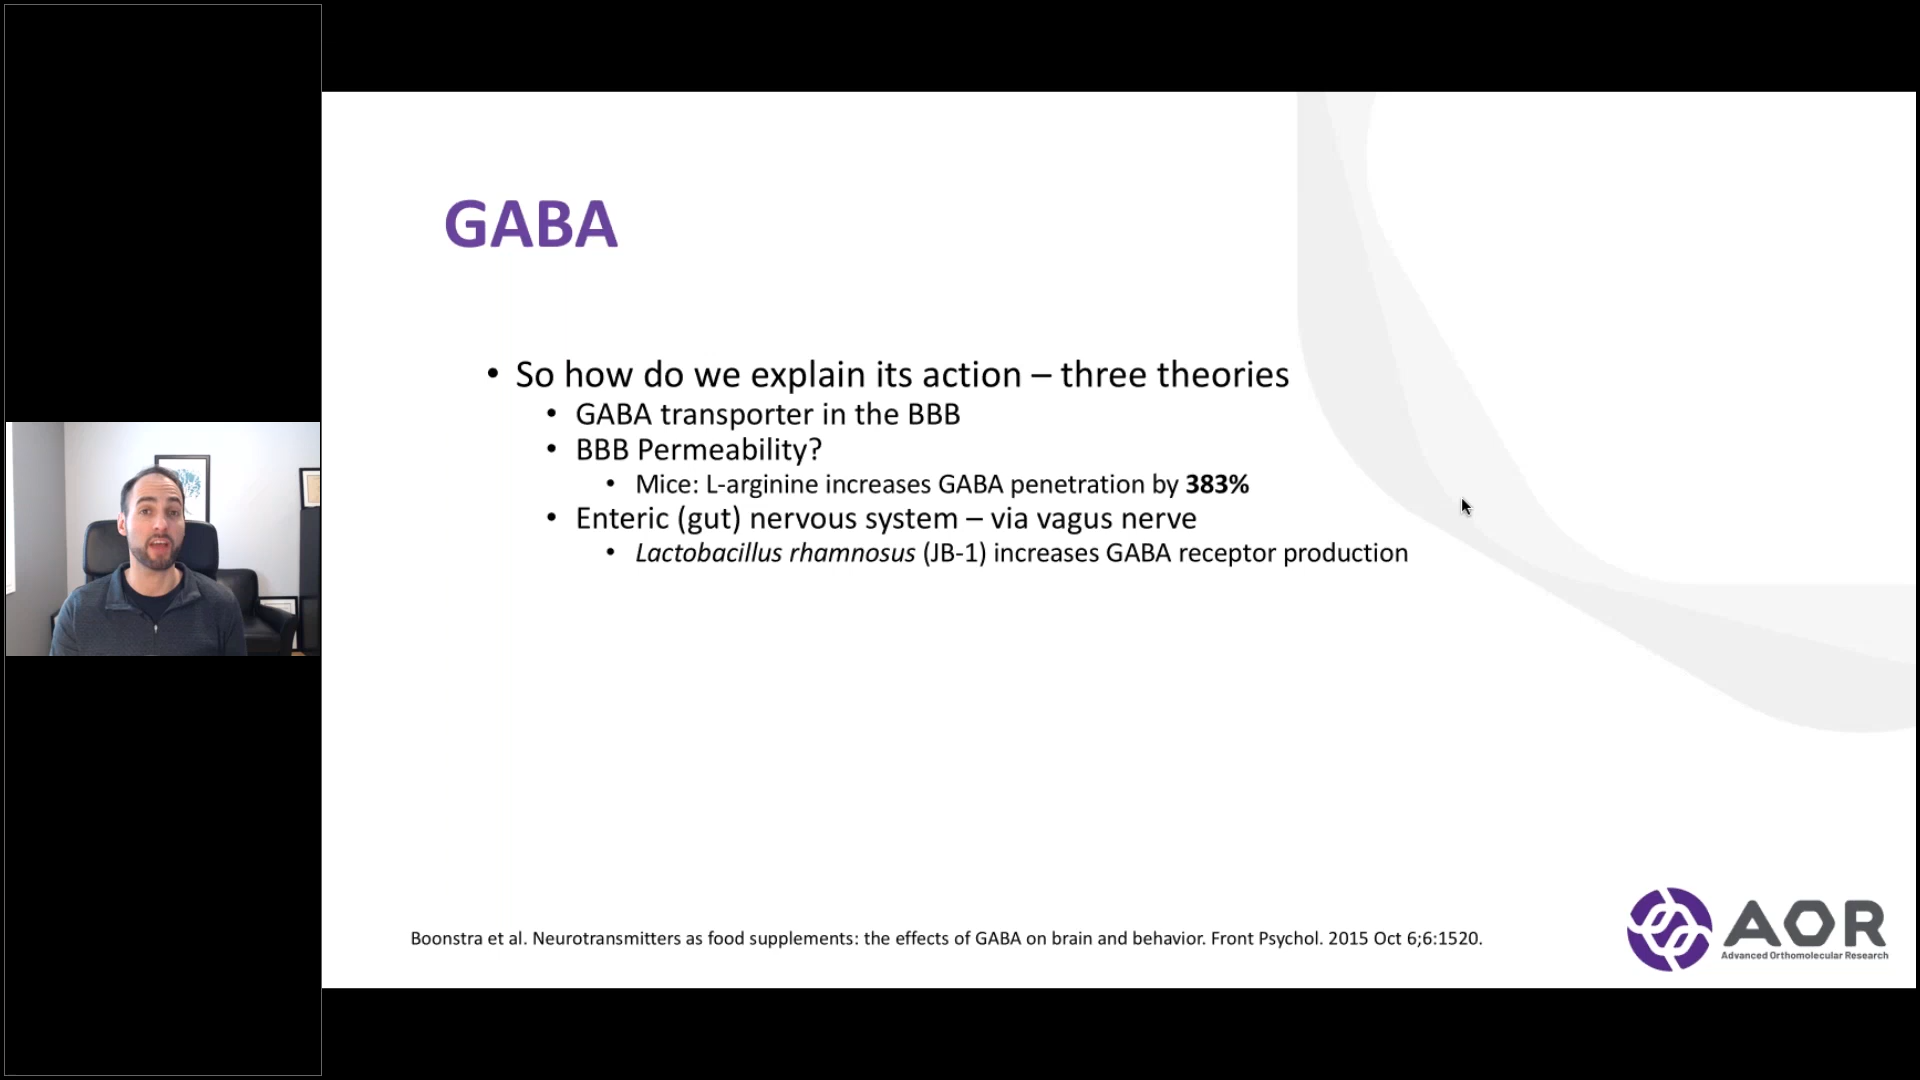 GABA
• So how do we explain its action – three theories
• GABA transporter in the BBB
• BBB Permeability?
• Mice: L-arginine increases GABA penetration by 383%
• Enteric (gut) nervous system – via vagus nerve
• Lactobacillus rhamnosus (JB-1) increases GABA receptor production
Boonstra et al. Neurotransmitters as food supplements: the effects of GABA on brain and behavior. Front Psychol. 2015 Oct 6;6:1520.
AOR
Advanced Orthomolecular Research